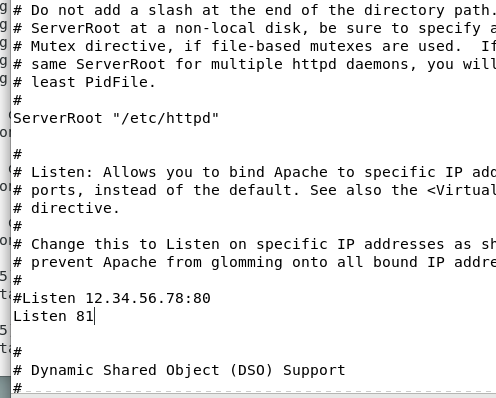 # Do not add a slash at the end of the directory path.
# ServerRoot at a non-local disk, be sure to specify a
# Mutex directive, if file-based mutexes are used.  If
# same ServerRoot for multiple httpd daemons, you will
# least PidFile.
#
ServerRoot "/etc/httpd"
#
# Listen: Allows you to bind Apache to specific IP add
# ports, instead of the default. See also the <Virtual
# directive.
#
# Change this to Listen on specific IP addresses as sh
# prevent Apache from glomming onto all bound IP addre
#
#Listen 12.34.56.78:80
Listen 81
#
# Dynamic Shared Object (DSO) Support
#